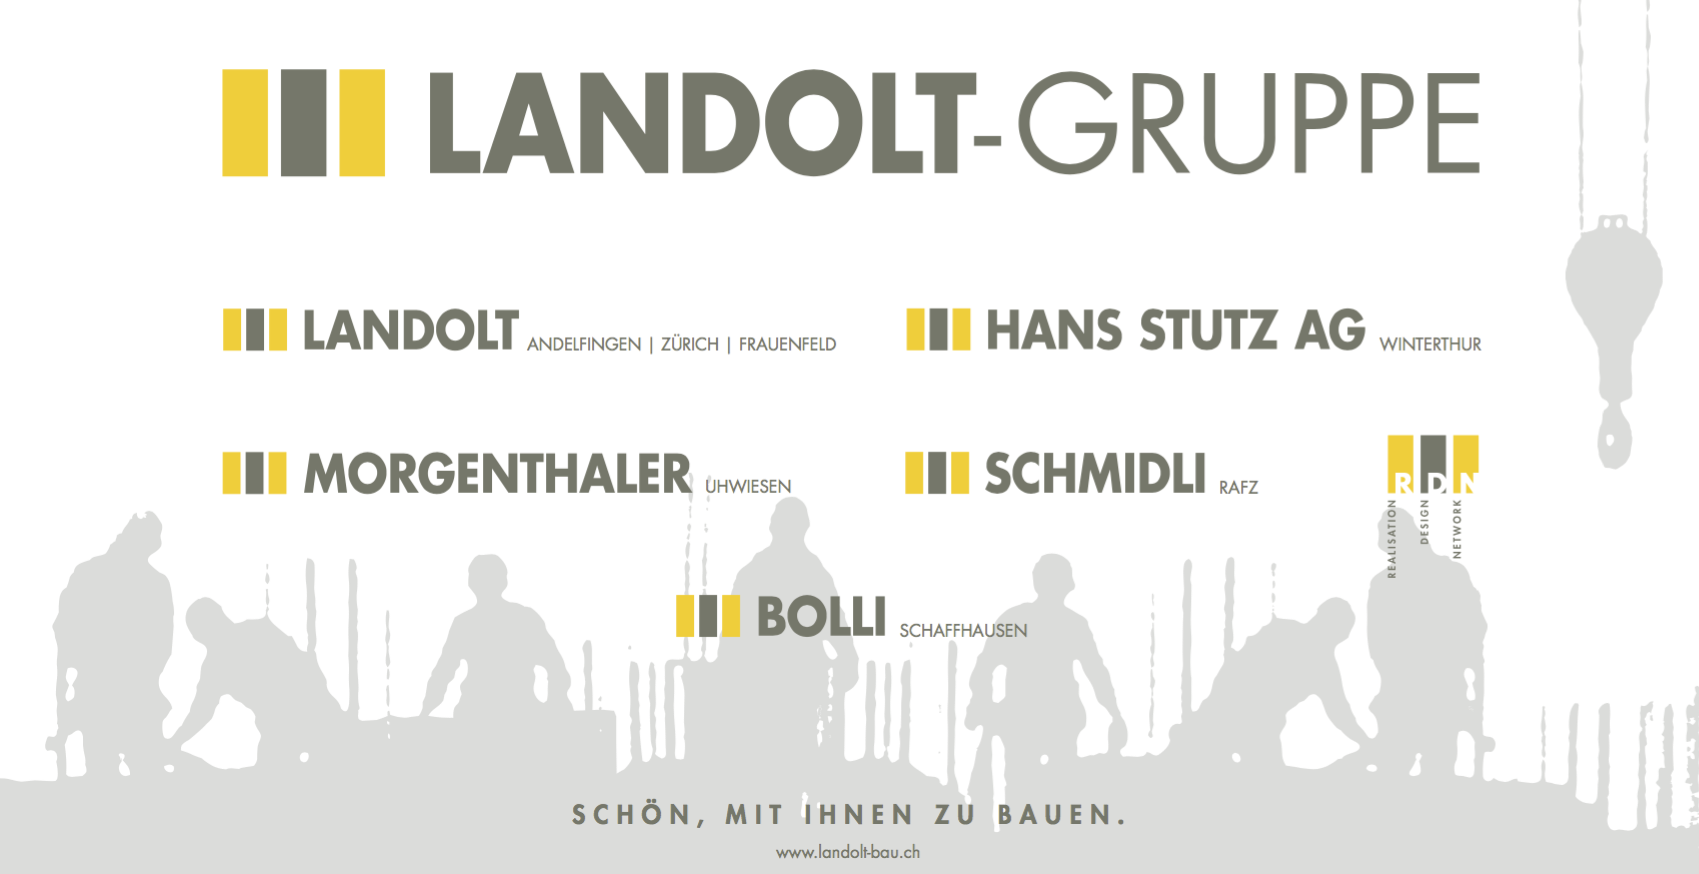 LANDOLT-GRUPPE
LANDOLT ANDELFINGEN | ZÜRICH | FRAUENFELD
HANS STUTZ AG WINTERTHUR
MORGENTHALER UHWIESEN
SCHMIDLI RAFZ
RDN
REALISATION
DESIGN
NETWORK
BOLLI SCHAFFHAUSEN
SCHÖN, MIT IHNEN ZU BAUEN.
www.landolt-bau.ch